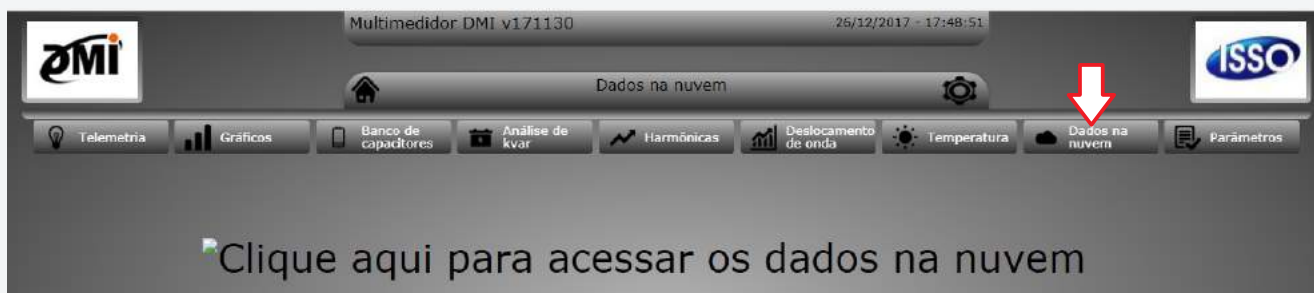 Multimedidor DMI v171130
26/12/2017 - 17:48:51
DMI
ISSO
Dados na nuvem
Telemetria
Gráficos
Banco de
capacitores
Análise de
kvar
Harmônicas
Deslocamento
de onda
Temperatura
Dados na
nuvem
Parâmetros
Clique aqui para acessar os dados na nuvem